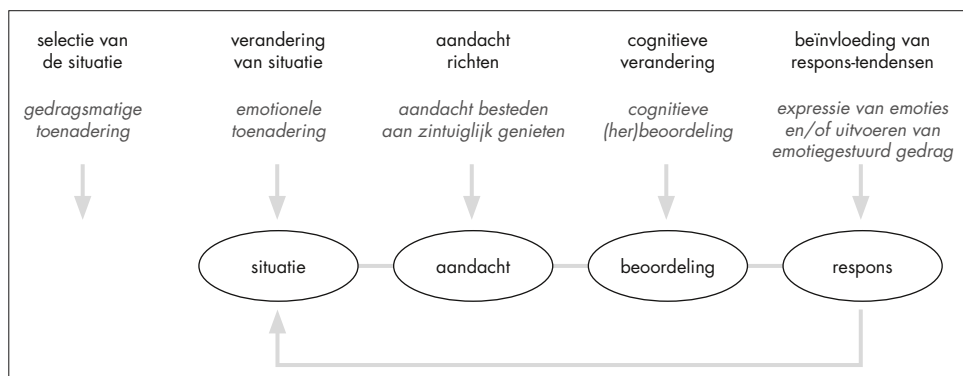 selectie van
de situatie
verandering
van situatie
aandacht
richten
cognitieve
verandering
beïnvloeding van
respons-tendensen
gedragsmatige
toenadering
emotionele
toenadering
aandacht besteden
aan zintuiglijk genieten
cognitieve
(her)beoordeling
expressie van emoties
en/of uitvoeren van
emotiegestuurd gedrag
situatie
aandacht
beoordeling
respons